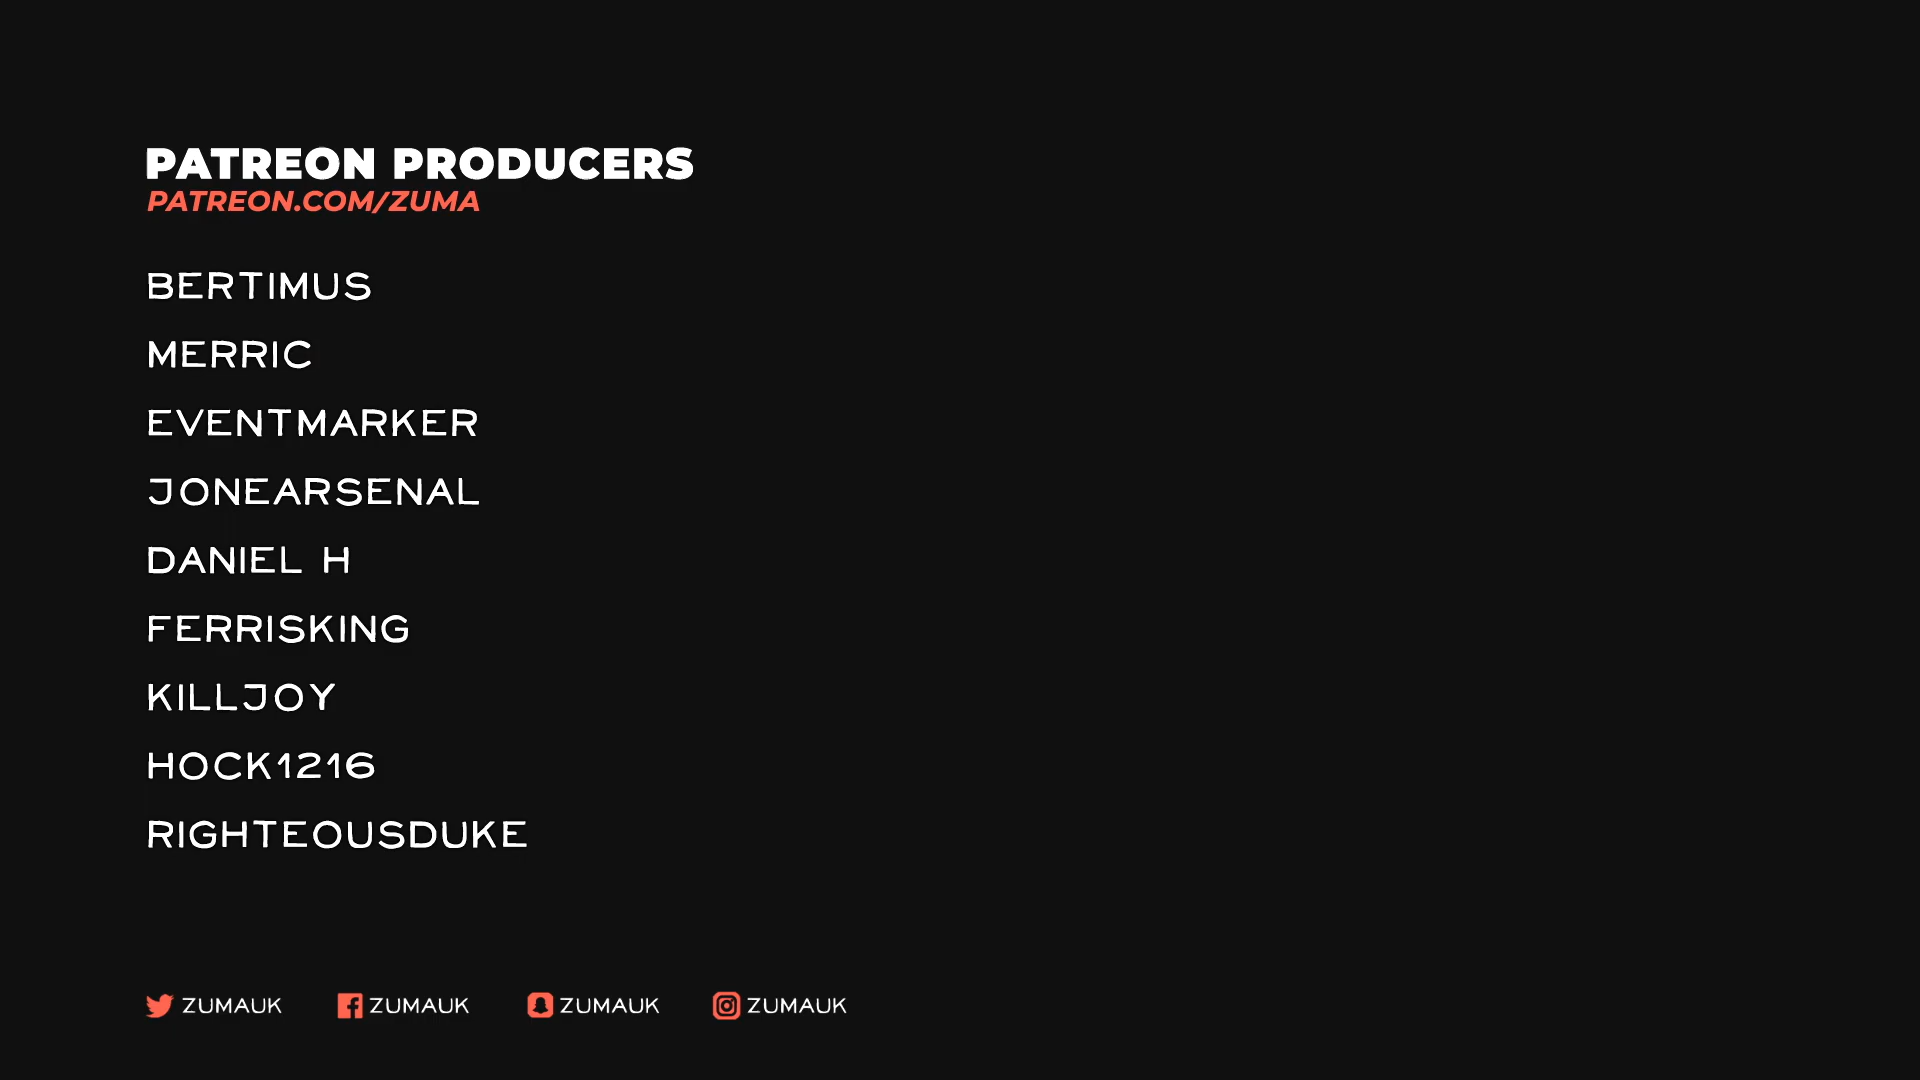 PATREON PRODUCERS
PATREON.COM/ZUMA
BERTIMUS
MERRIC
EVENTMARKER
JONEARSENAL
DANIEL H
FERRISKING
KILLJOY
HOCK1216
RIGHTEOUSDUKE
ZUMAUK ZUMAUK ZUMAUK ZUMAUK